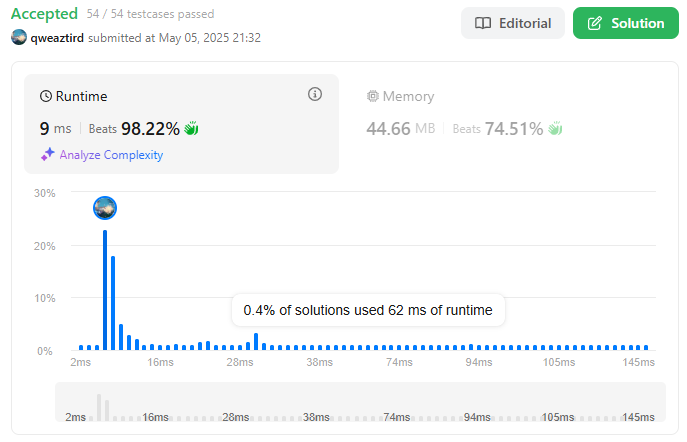 Accepted 54 / 54 testcases passed
Editorial
Solution
qweaztird submitted at May 05, 2025 21:32
Runtime
Memory
9 ms Beats 98.22%
44.66 MB Beats 74.51%
Analyze Complexity
30%
20%
0.4% of solutions used 62 ms of runtime
10%
0%
2ms 16ms 28ms 38ms 74ms 94ms 105ms 145ms
2ms 16ms 28ms 38ms 74ms 94ms 105ms 145ms